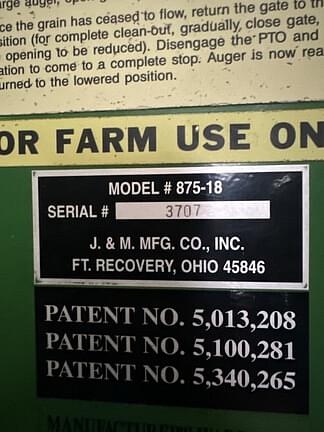 arge auger, open
ce the grain has ceased to flow, return the gate to th
sition (for complete clean-out, gradually, close gate,
opening to be reduced). Disengage the PTO and
ation to come to a complete stop. Auger is now rea
urned to the lowered position.
OR FARM USE ON
MODEL # 875-18
SERIAL # 3707
J. & M. MFG. CO., INC.
FT. RECOVERY, OHIO 45846
PATENT NO. 5,013,208
PATENT NO. 5,100,281
PATENT NO. 5,340,265